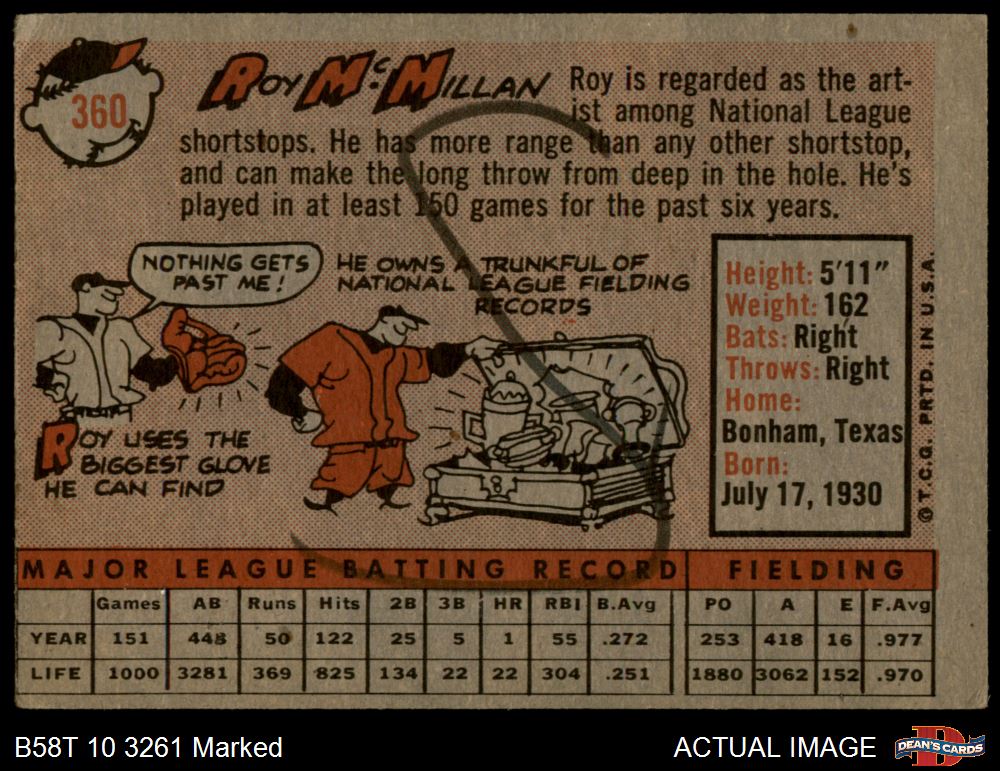 360
ROY McMILLAN
Roy is regarded as the art-
ist among National League
shortstops. He has more range than any other shortstop,
and can make the long throw from deep in the hole. He's
played in at least 150 games for the past six years.
NOTHING GETS
PAST ME!
HE OWNS A TRUNKFUL OF
NATIONAL LEAGUE FIELDING
RECORDS
ROY USES THE
BIGGEST GLOVE
HE CAN FIND
8
Height: 5'11"
Weight: 162
Bats: Right
Throws: Right
Home:
Bonham, Texas
Born:
July 17, 1930
© T.C.G. PRTD. IN U.S.A.
MAJOR LEAGUE BATTING RECORD FIELDING
Games AB Runs Hits 2B 3B HR RBI B.Avg PO A E F.Avg
YEAR 151 448 50 122 25 5 1 55 .272 253 418 16 .977
LIFE 1000 3281 369 825 134 22 22 304 .251 1880 3062 152 .970
B58T 10 3261 Marked
ACTUAL IMAGE
DEAN'S CARDS